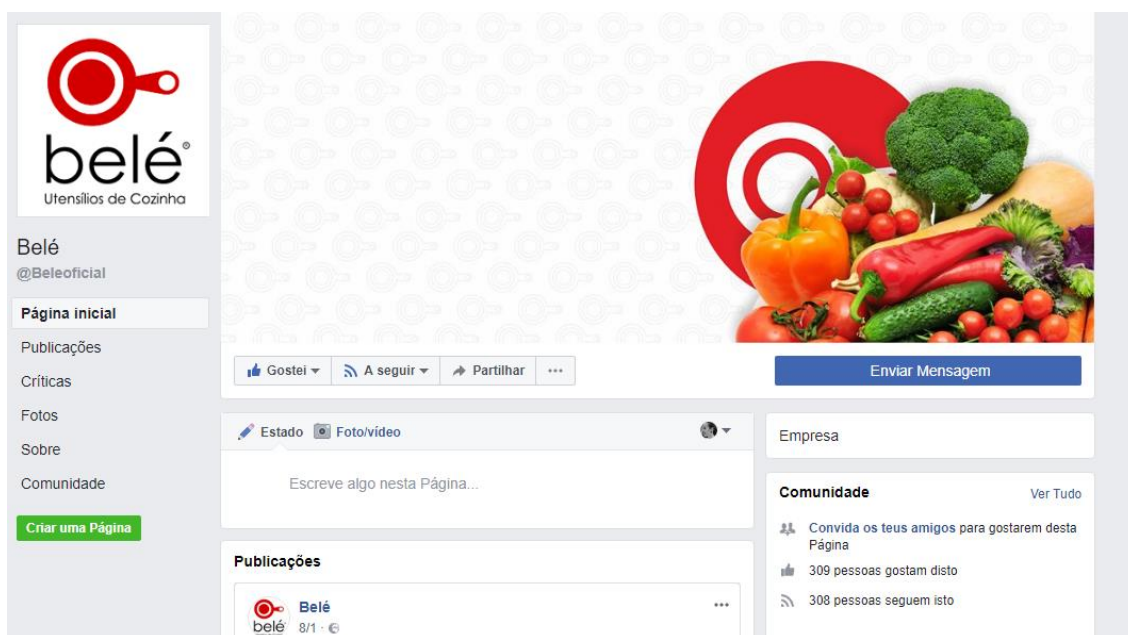 belé®
Utensílios de Cozinha
Belé
@Beleoficial
Página inicial
Publicações
Críticas
Fotos
Sobre
Comunidade
Criar uma Página
Gostei
A seguir
Partilhar
Enviar Mensagem
Estado
Foto/vídeo
Escreve algo nesta Página...
Publicações
Belé
8/1 ·
belé
Empresa
Comunidade
Ver Tudo
Convida os teus amigos para gostarem desta
Página
309 pessoas gostam disto
308 pessoas seguem isto